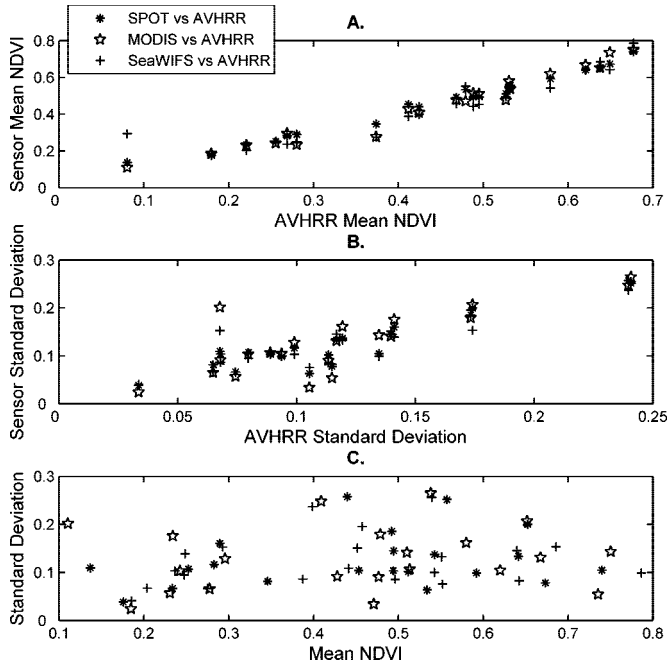 A.
SPOT vs AVHRR
MODIS vs AVHRR
SeaWIFS vs AVHRR
Sensor Mean NDVI
0.8
0.6
0.4
0.2
0
0
0.1
0.2
0.3
0.4
0.5
0.6
0.7
AVHRR Mean NDVI
B.
Sensor Standard Deviation
0.3
0.2
0.1
0
0
0.05
0.1
0.15
0.2
0.25
AVHRR Standard Deviation
C.
Standard Deviation
0.3
0.2
0.1
0
0.1
0.2
0.3
0.4
0.5
0.6
0.7
0.8
Mean NDVI